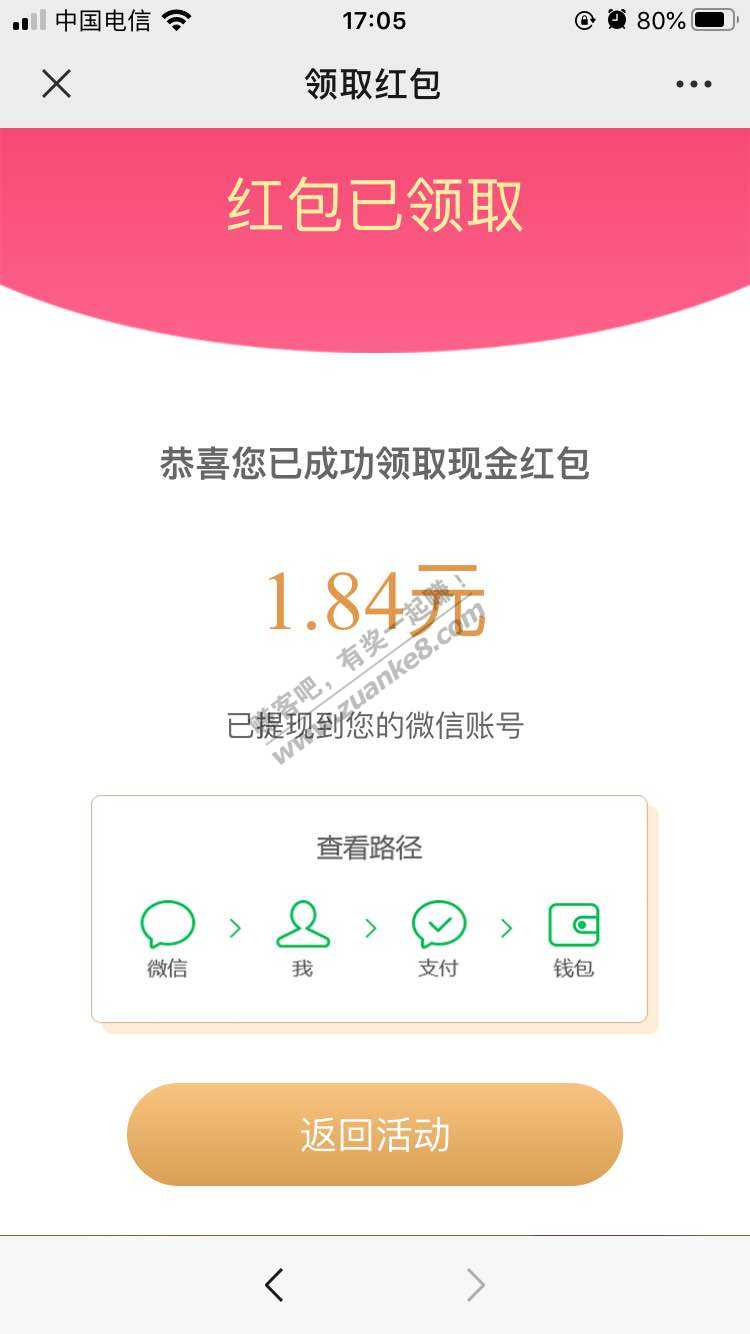 中国电信 17:05 80%
领取红包
红包已领取
恭喜您已成功领取现金红包
1.84元
赚客吧，有奖一起赚！
www.zuanke8.com
已提现到您的微信账号
查看路径
微信 我 支付 钱包
返回活动